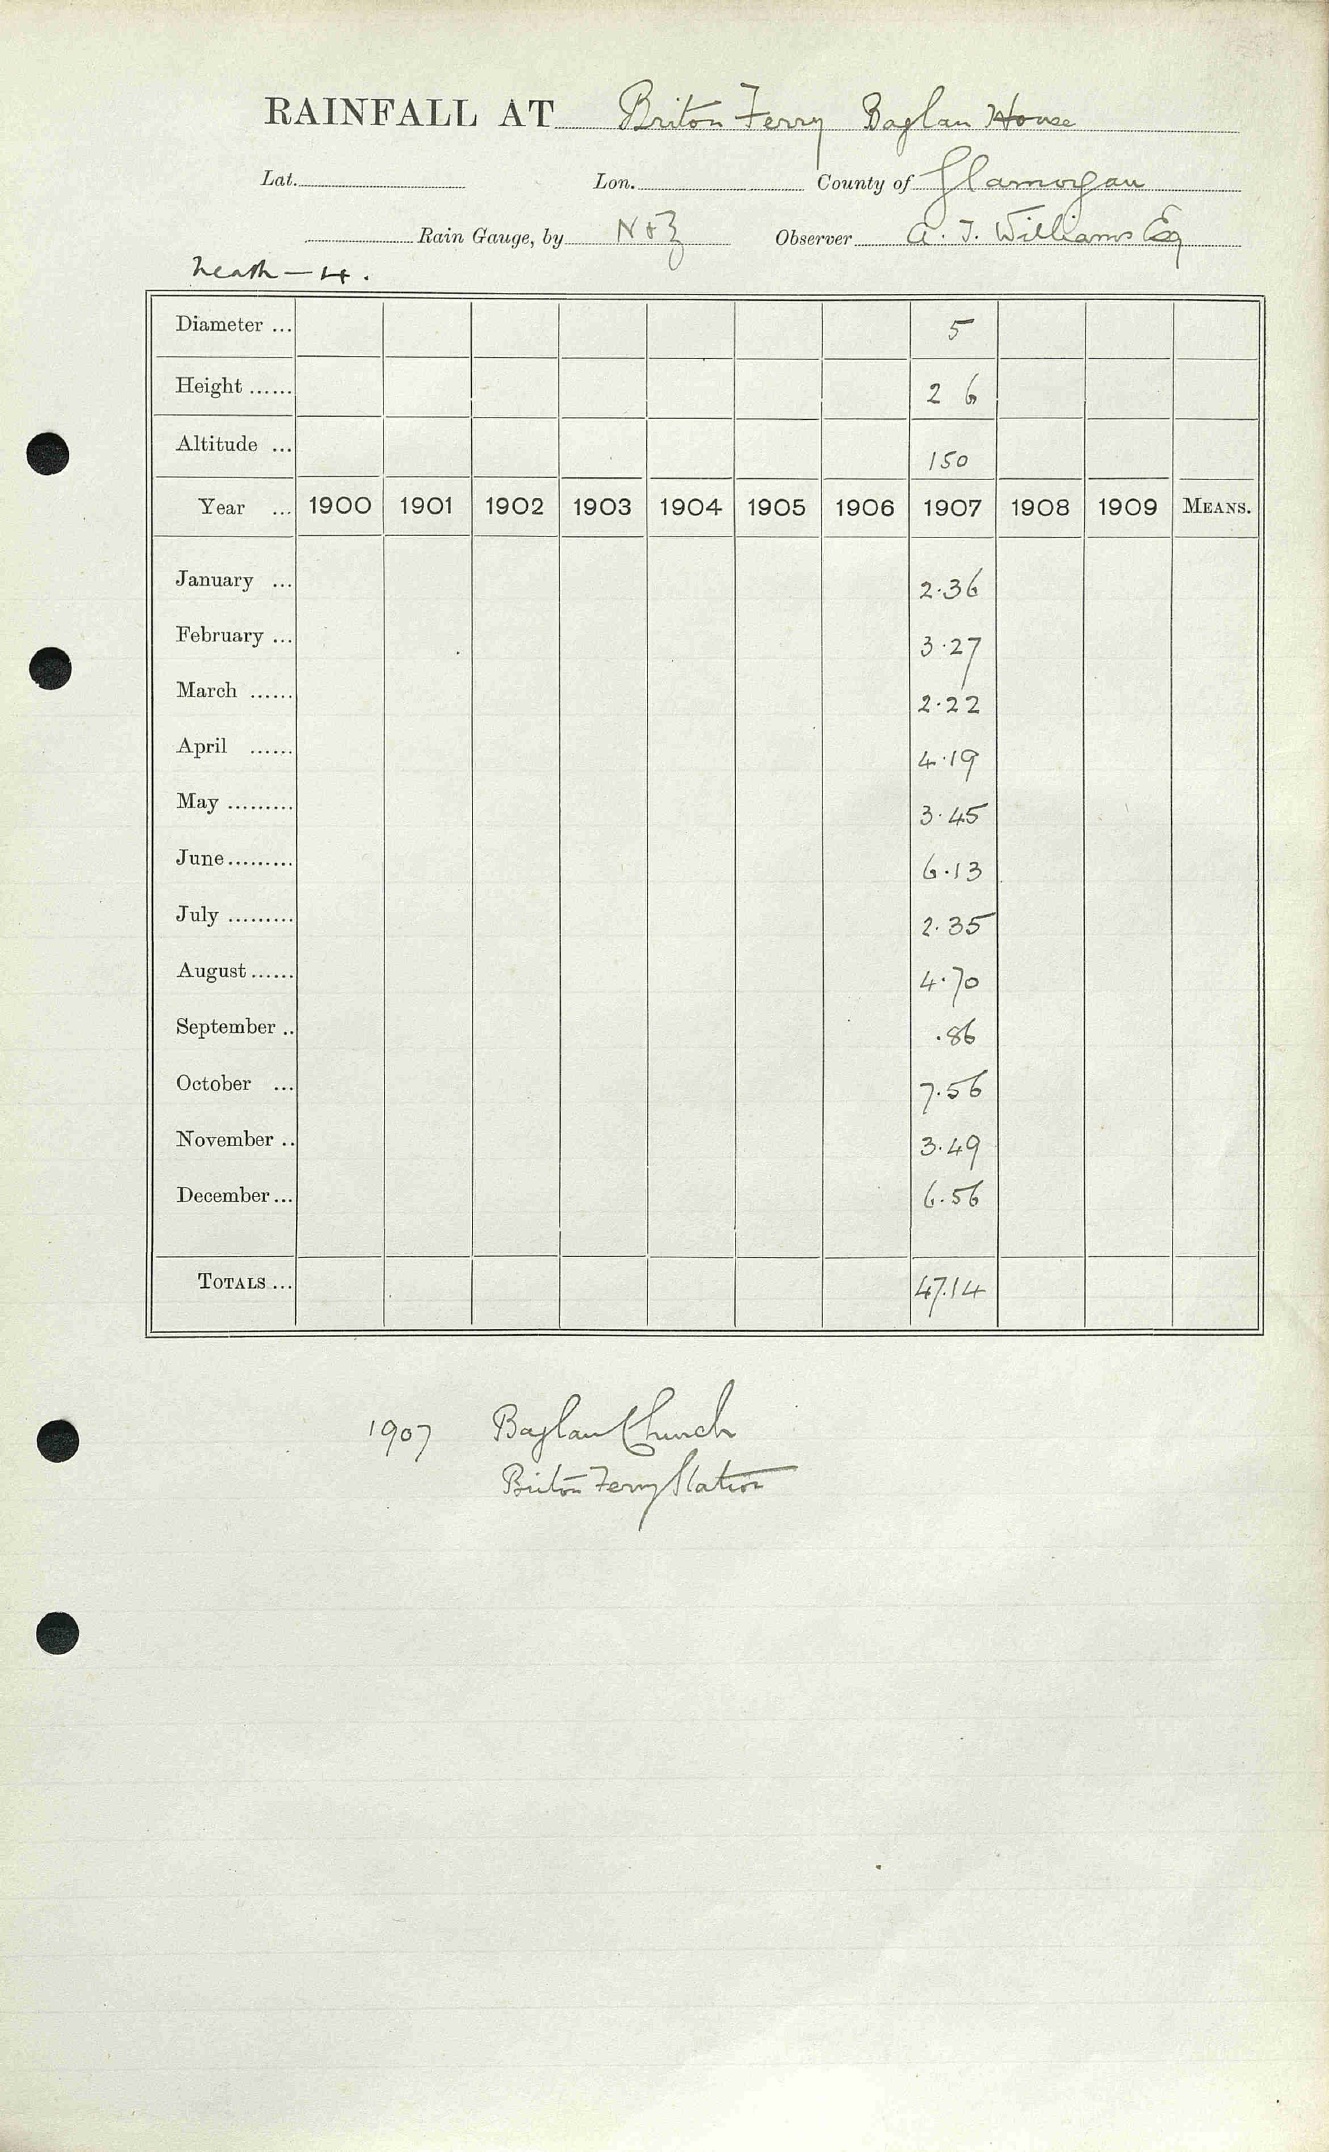 RAINFALL AT Briton Ferry Baglan House
Lat. Lon. County of Glamorgan
Rain Gauge, by N & Z Observer A. J. Williams Esq
Neath — 4.
Diameter ... 5
Height ...... 2 6
Altitude ... 150
Year ... 1900 1901 1902 1903 1904 1905 1906 1907 1908 1909 MEANS.
January ... 2.36
February ... 3.27
March ...... 2.22
April ...... 4.19
May ......... 3.45
June ......... 6.13
July ......... 2.35
August ...... 4.70
September .. .86
October ... 7.56
November .. 3.49
December ... 6.56
TOTALS ... 47.14
1907 Baglan Church
Briton Ferry Station